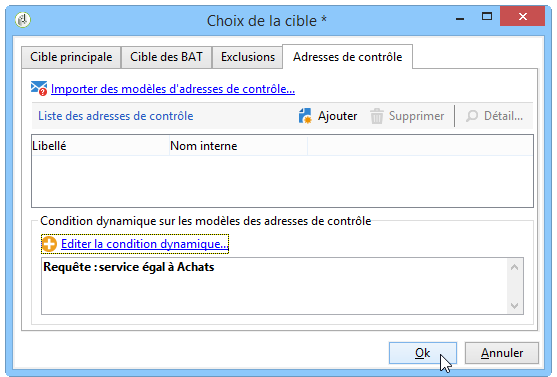 Choix de la cible *
Cible principale Cible des BAT Exclusions Adresses de contrôle
Importer des modèles d'adresses de contrôle...
Liste des adresses de contrôle Ajouter Supprimer Détail...
Libellé Nom interne
Condition dynamique sur les modèles des adresses de contrôle
Editer la condition dynamique...
Requête : service égal à Achats
Ok Annuler